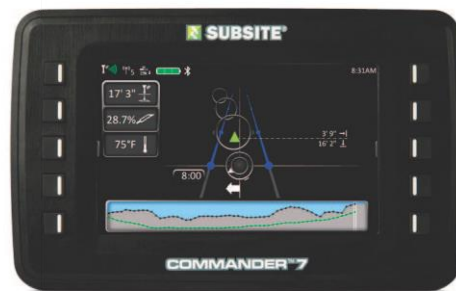 SUBSITE®
8:31AM
17' 3"
28.7%
75°F
3' 9"
16' 2"
8:00
COMMANDER™7